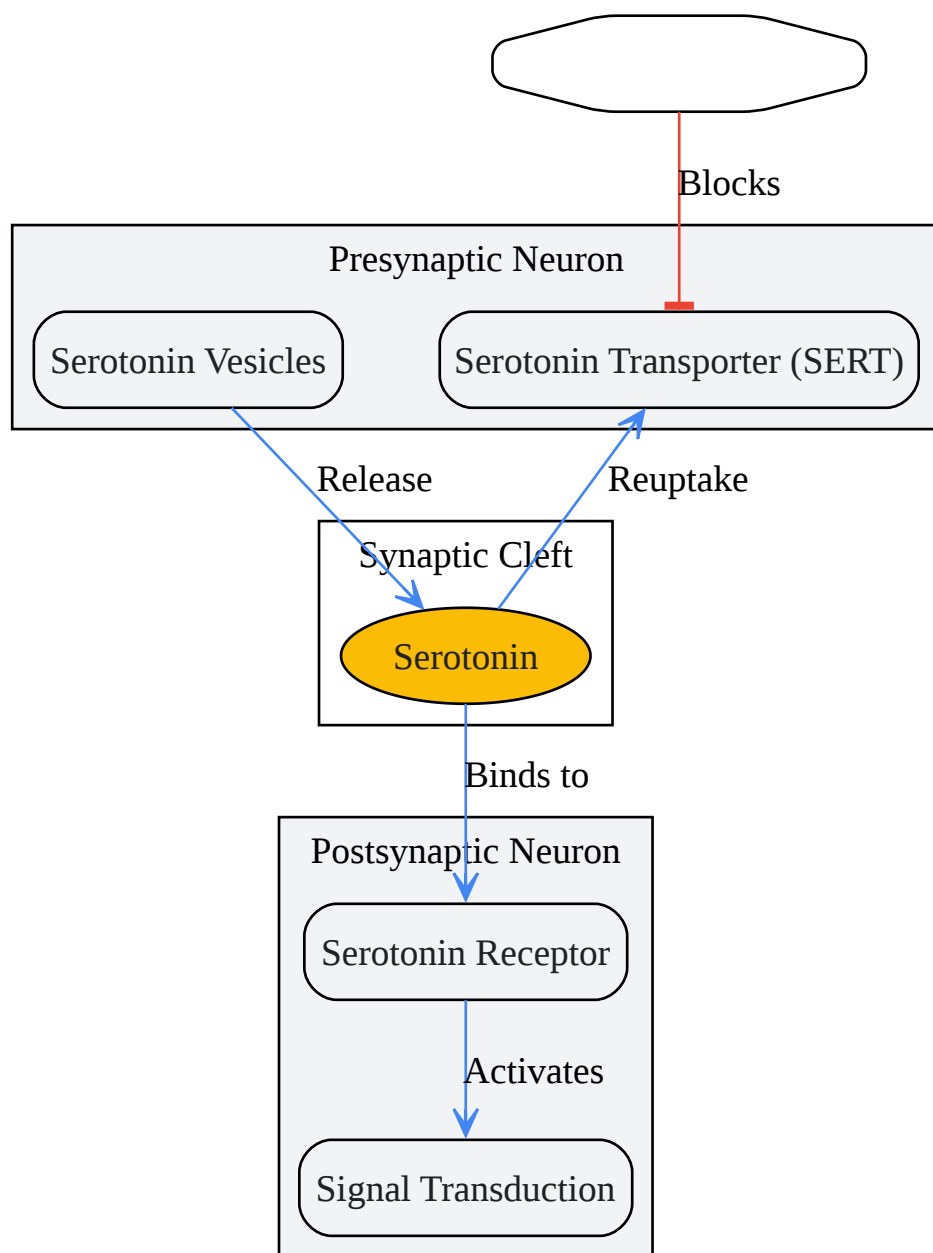 Blocks
Presynaptic Neuron
Serotonin Vesicles
Serotonin Transporter (SERT)
Release
Reuptake
Synaptic Cleft
Serotonin
Binds to
Postsynaptic Neuron
Serotonin Receptor
Activates
Signal Transduction